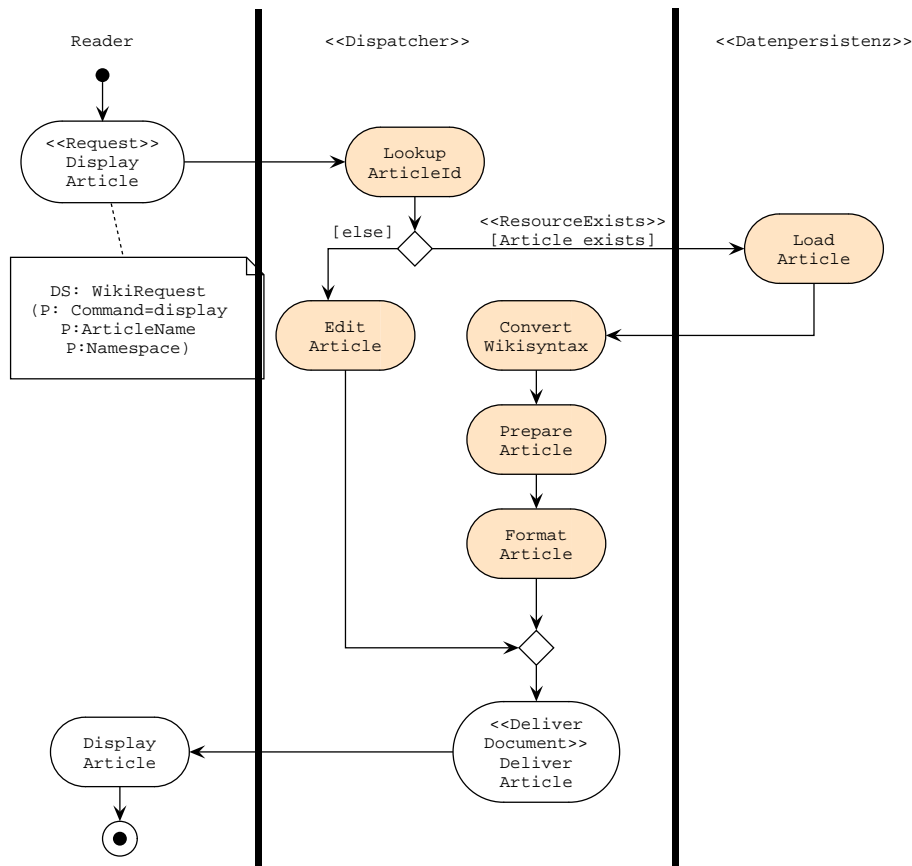 Reader
<<Dispatcher>>
<<Datenpersistenz>>
<<Request>>
Display
Article
Lookup
ArticleId
[else]
<<ResourceExists>>
[Article exists]
Load
Article
DS: WikiRequest
(P: Command=display
P:ArticleName
P:Namespace)
Edit
Article
Convert
Wikisyntax
Prepare
Article
Format
Article
<<Deliver
Document>>
Deliver
Article
Display
Article